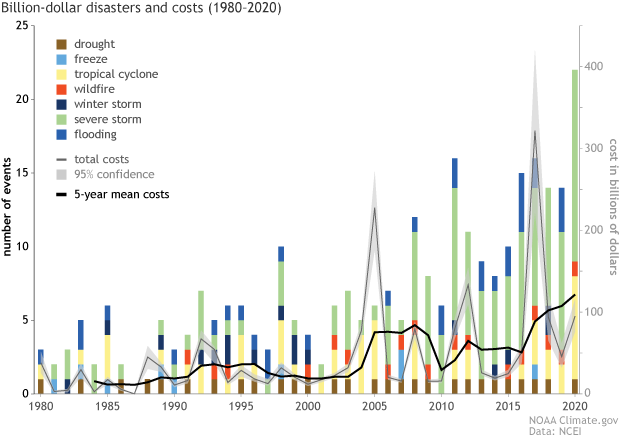 Billion-dollar disasters and costs (1980–2020)
25
20
15
10
5
0
number of events
drought
freeze
tropical cyclone
wildfire
winter storm
severe storm
flooding
total costs
95% confidence
5-year mean costs
400
300
200
100
0
cost in billions of dollars
1980
1985
1990
1995
2000
2005
2010
2015
2020
NOAA Climate.gov
Data: NCEI